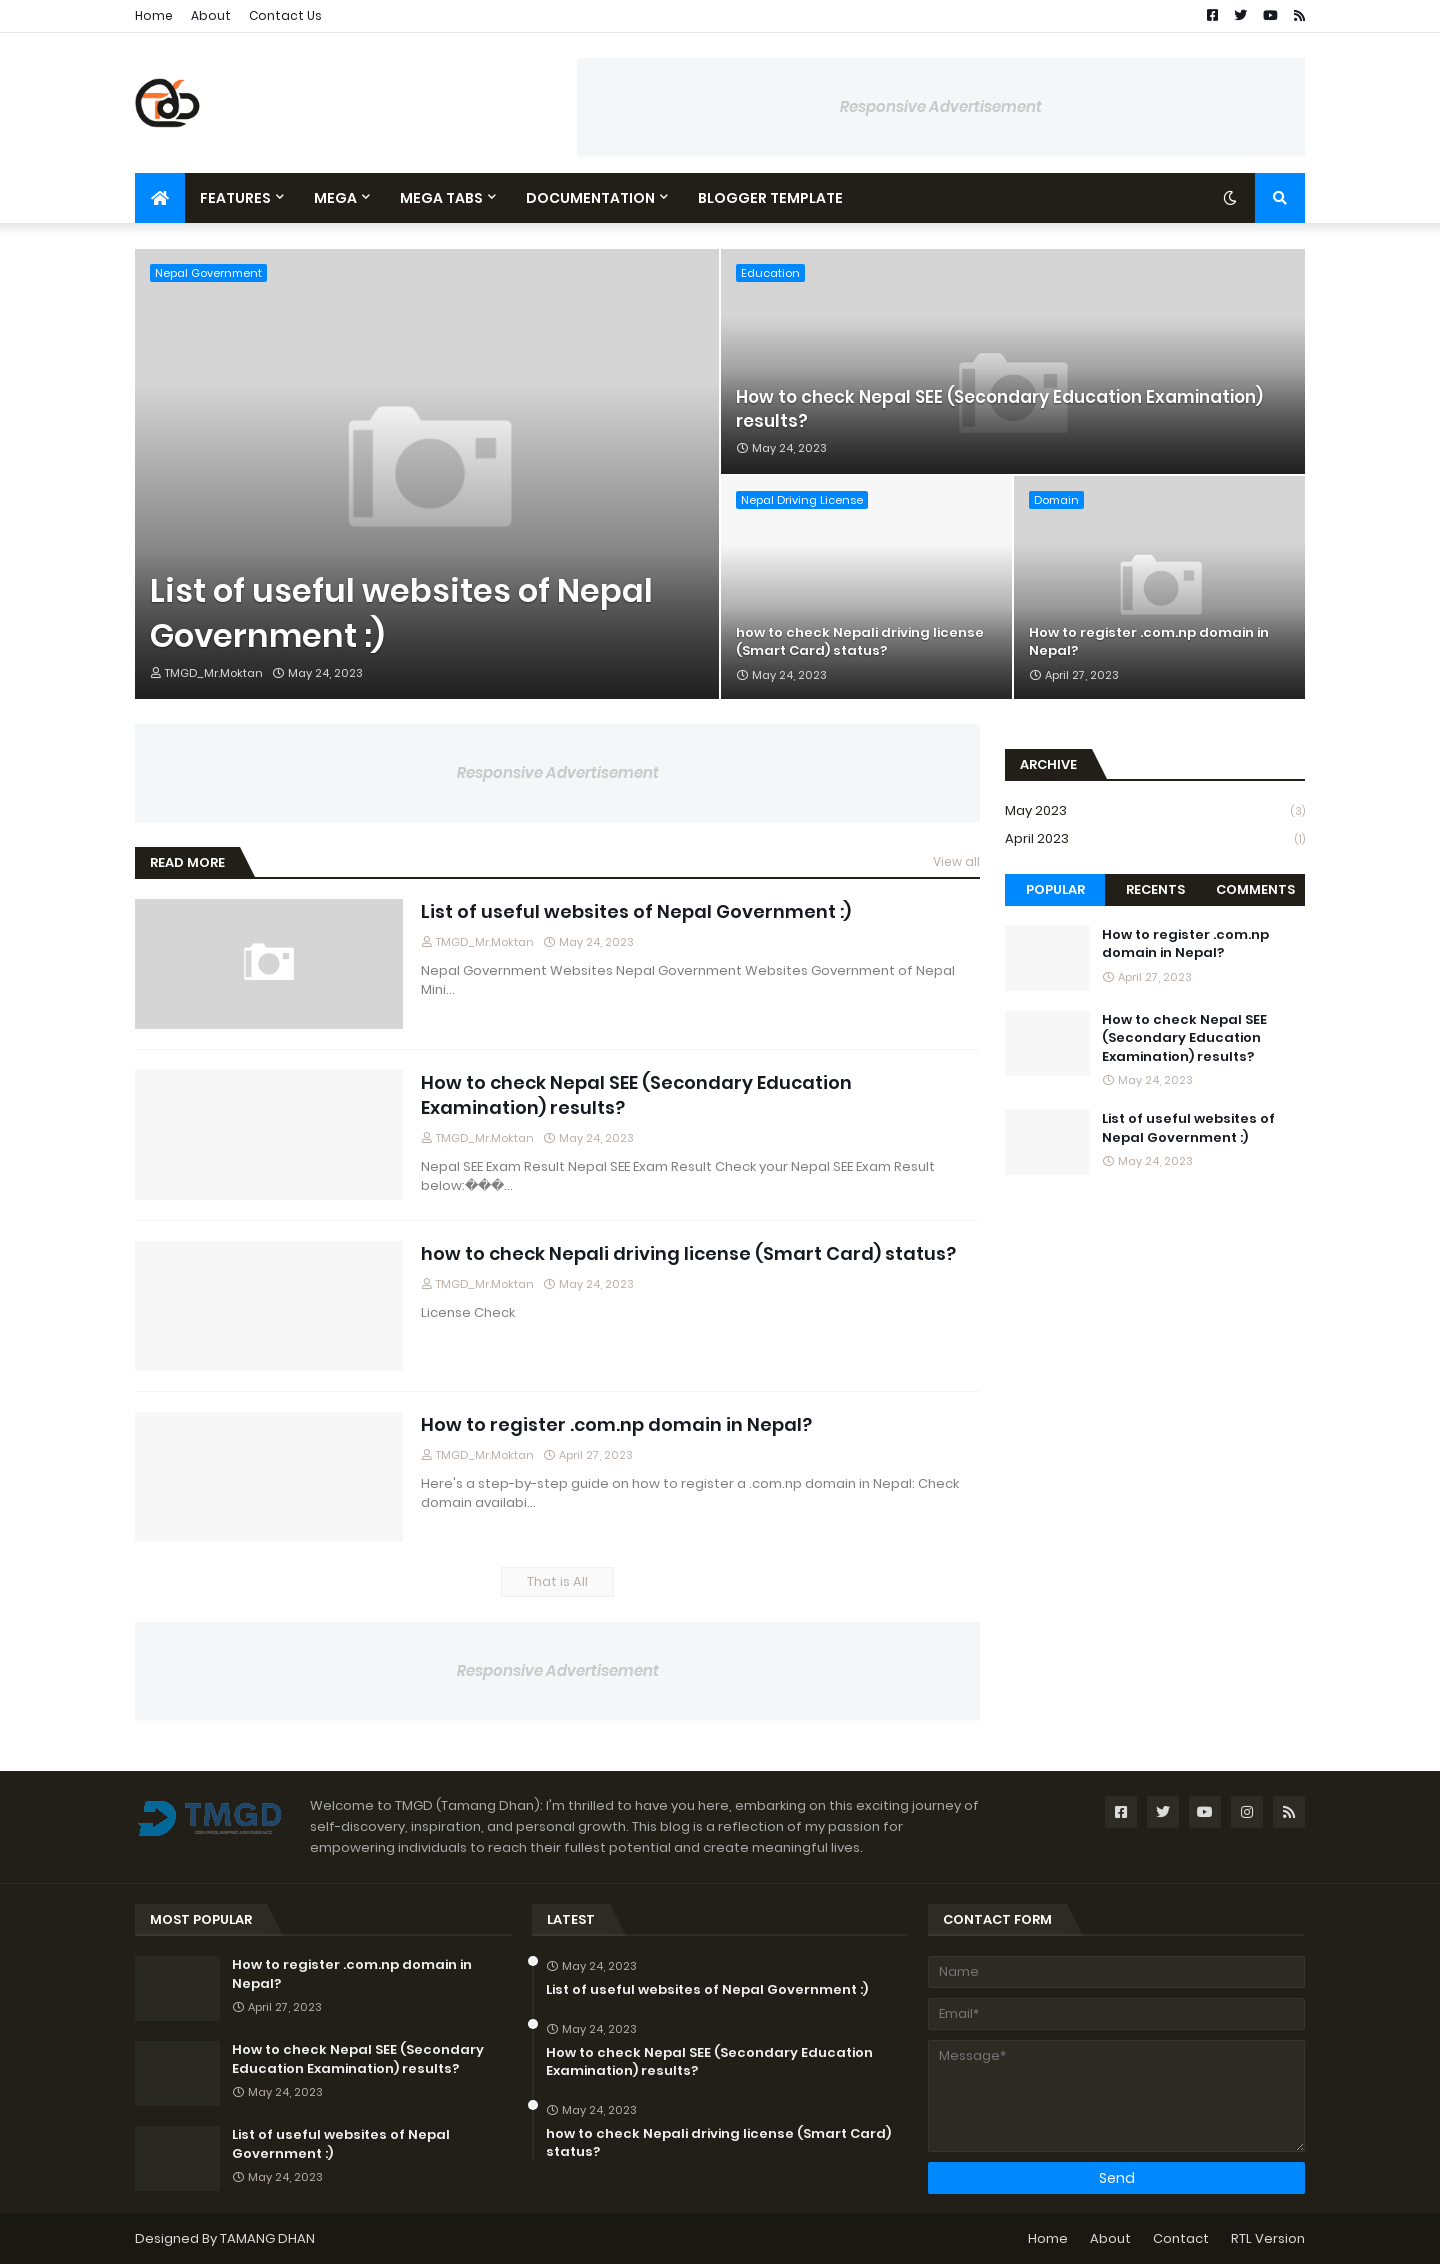 Home About Contact Us
Responsive Advertisement
FEATURES MEGA MEGA TABS DOCUMENTATION BLOGGER TEMPLATE
Nepal Government
List of useful websites of Nepal
Government :)
TMGD_Mr.Moktan May 24, 2023
Education
How to check Nepal SEE (Secondary Education Examination)
results?
May 24, 2023
Nepal Driving License
how to check Nepali driving license
(Smart Card) status?
May 24, 2023
Domain
How to register .com.np domain in
Nepal?
April 27, 2023
Responsive Advertisement
READ MORE View all
List of useful websites of Nepal Government :)
TMGD_Mr.Moktan May 24, 2023
Nepal Government Websites Nepal Government Websites Government of Nepal
Mini...
How to check Nepal SEE (Secondary Education
Examination) results?
TMGD_Mr.Moktan May 24, 2023
Nepal SEE Exam Result Nepal SEE Exam Result Check your Nepal SEE Exam Result
below:���...
how to check Nepali driving license (Smart Card) status?
TMGD_Mr.Moktan May 24, 2023
License Check
How to register .com.np domain in Nepal?
TMGD_Mr.Moktan April 27, 2023
Here's a step-by-step guide on how to register a .com.np domain in Nepal: Check
domain availabi...
That is All
Responsive Advertisement
ARCHIVE
May 2023 (3)
April 2023 (1)
POPULAR RECENTS COMMENTS
How to register .com.np
domain in Nepal?
April 27, 2023
How to check Nepal SEE
(Secondary Education
Examination) results?
May 24, 2023
List of useful websites of
Nepal Government :)
May 24, 2023
TMGD
Welcome to TMGD (Tamang Dhan): I'm thrilled to have you here, embarking on this exciting journey of
self-discovery, inspiration, and personal growth. This blog is a reflection of my passion for
empowering individuals to reach their fullest potential and create meaningful lives.
MOST POPULAR
How to register .com.np domain in
Nepal?
April 27, 2023
How to check Nepal SEE (Secondary
Education Examination) results?
May 24, 2023
List of useful websites of Nepal
Government :)
May 24, 2023
LATEST
May 24, 2023
List of useful websites of Nepal Government :)
May 24, 2023
How to check Nepal SEE (Secondary Education
Examination) results?
May 24, 2023
how to check Nepali driving license (Smart Card)
status?
CONTACT FORM
Name
Email*
Message*
Send
Designed By TAMANG DHAN
Home About Contact RTL Version